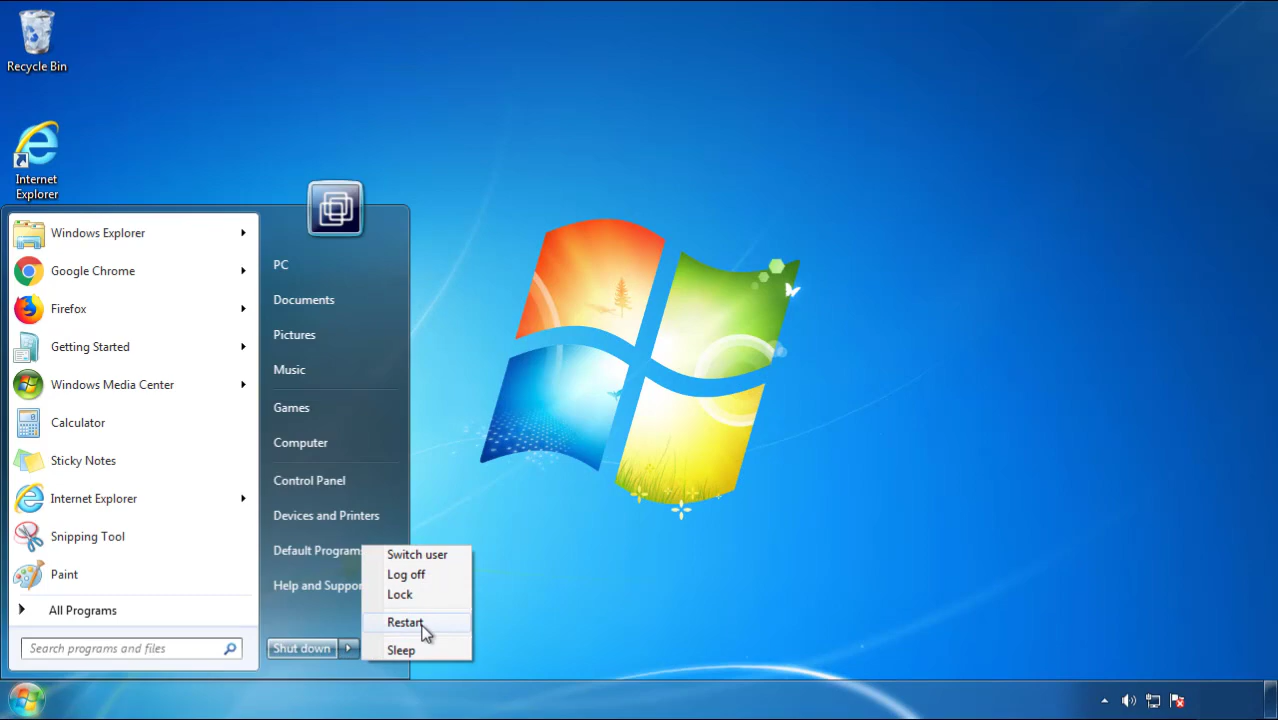 Recycle Bin
Internet
Explorer
Windows Explorer
Google Chrome
Firefox
Getting Started
Windows Media Center
Calculator
Sticky Notes
Internet Explorer
Snipping Tool
Paint
All Programs
Search programs and files
PC
Documents
Pictures
Music
Games
Computer
Control Panel
Devices and Printers
Default Program
Help and Suppor
Shut down
Switch user
Log off
Lock
Restart
Sleep